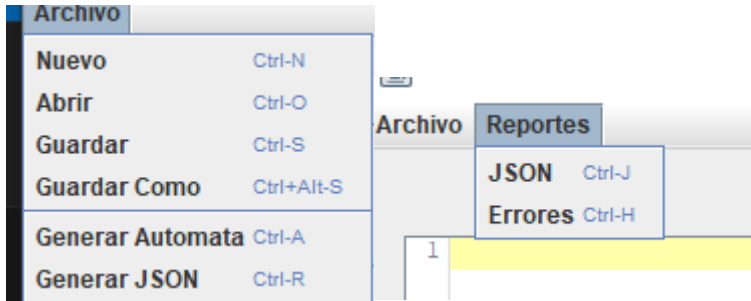 Archivo
Nuevo Ctrl-N
Abrir Ctrl-O
Guardar Ctrl-S
Guardar Como Ctrl+Alt-S
Generar Automata Ctrl-A
Generar JSON Ctrl-R
Archivo Reportes
JSON Ctrl-J
Errores Ctrl-H
1